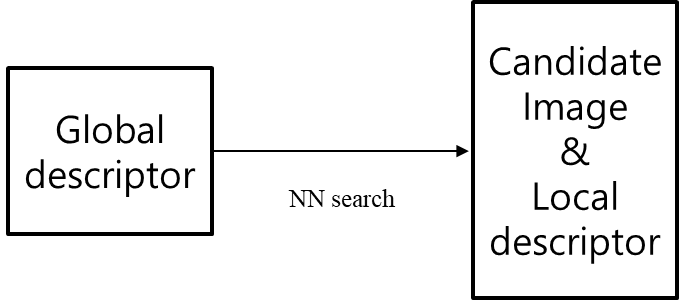 Global
descriptor
NN search
Candidate
Image
&
Local
descriptor